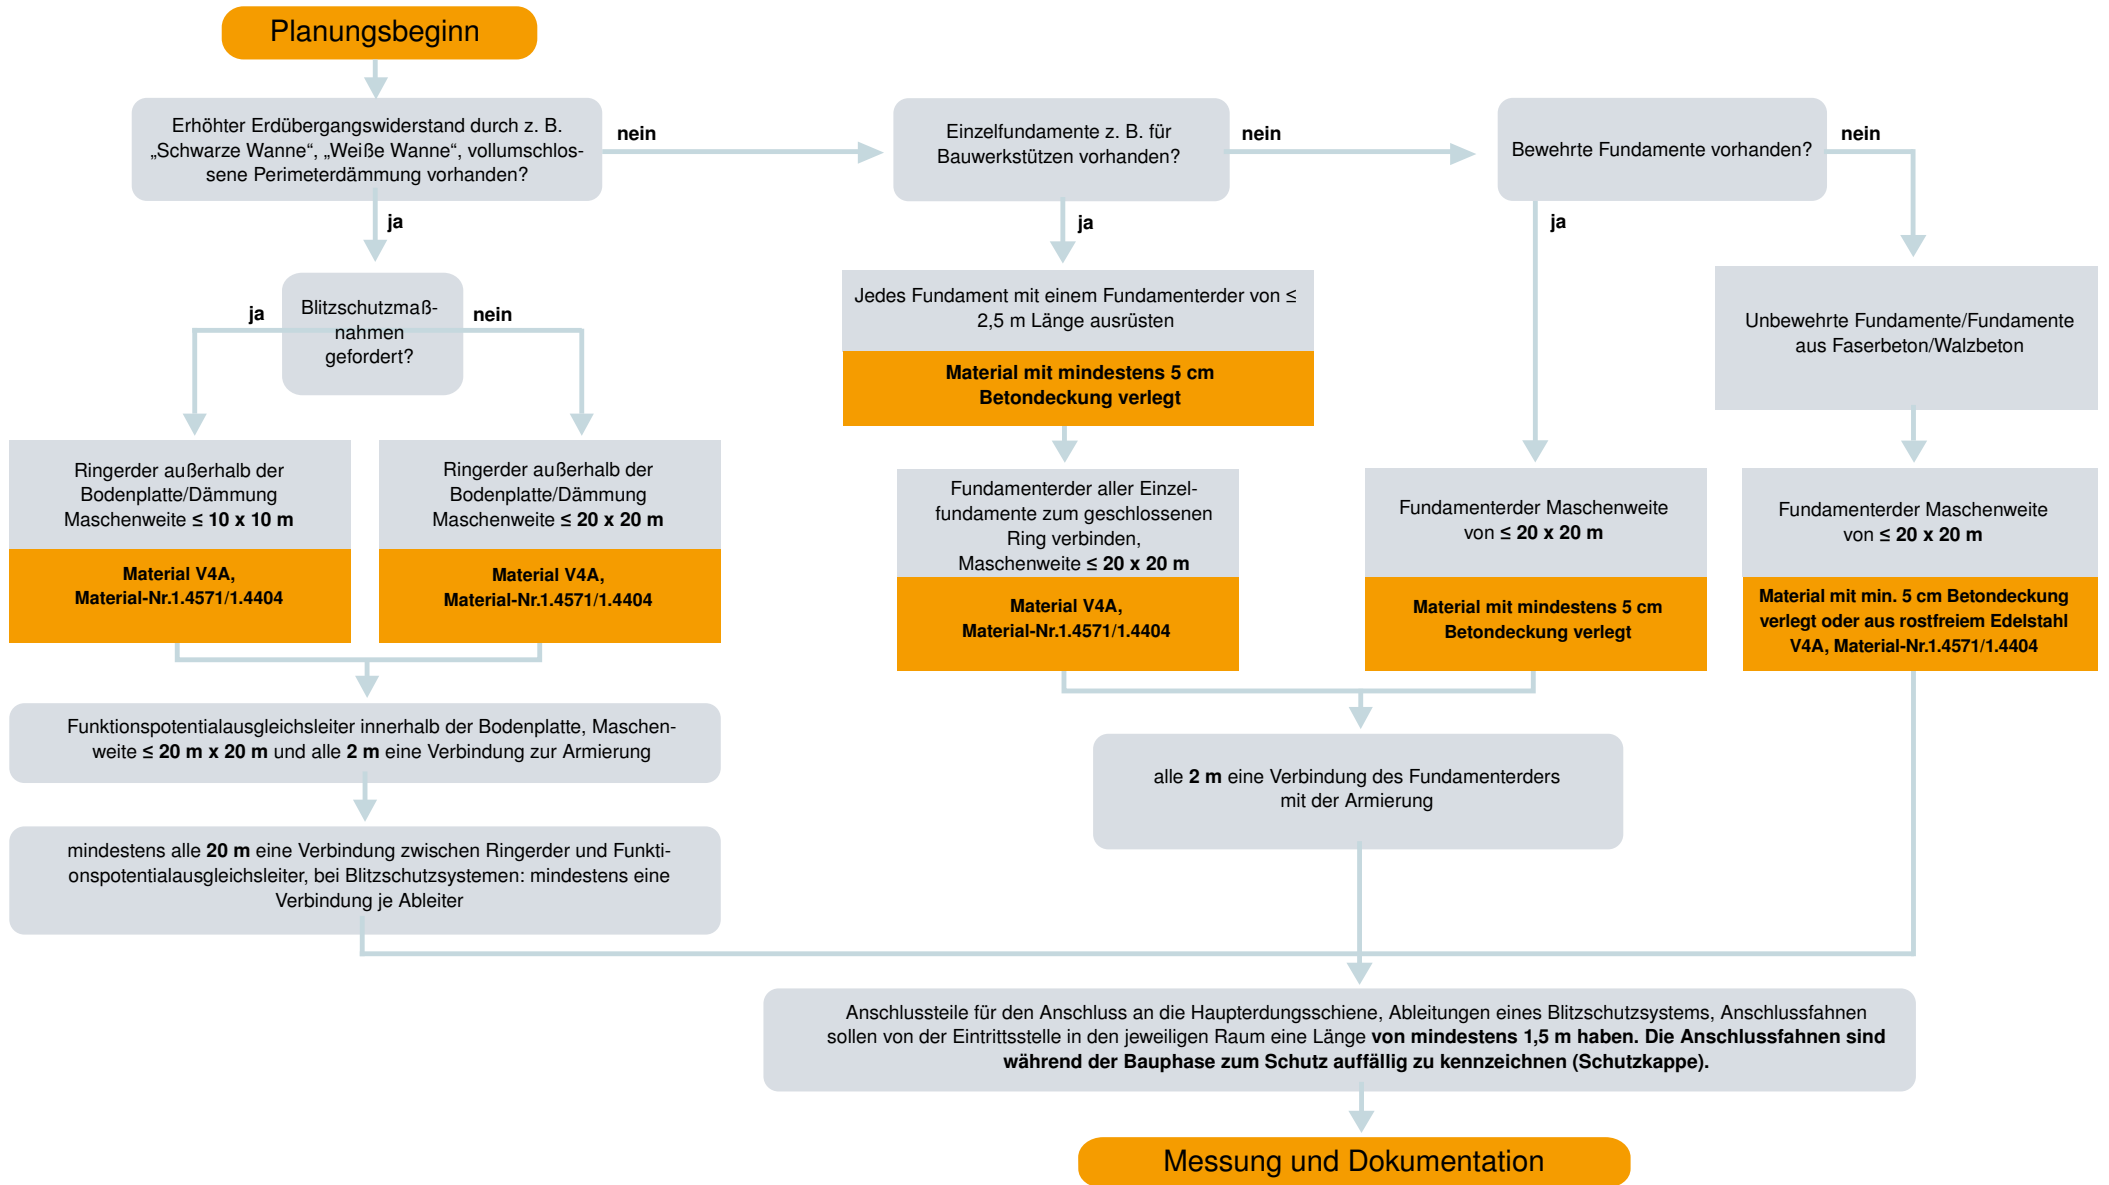 Planungsbeginn
Erhöhter Erdübergangswiderstand durch z. B.
„Schwarze Wanne“, „Weiße Wanne“, vollumschlos-
sene Perimeterdämmung vorhanden?
nein
Einzelfundamente z. B. für
Bauwerkstützen vorhanden?
nein
Bewehrte Fundamente vorhanden?
nein
ja
ja
ja
Blitzschutzmaß-
nahmen
gefordert?
ja
nein
Jedes Fundament mit einem Fundamenterder von ≤
2,5 m Länge ausrüsten
Material mit mindestens 5 cm
Betondeckung verlegt
Unbewehrte Fundamente/Fundamente
aus Faserbeton/Walzbeton
Ringerder außerhalb der
Bodenplatte/Dämmung
Maschenweite ≤ 10 x 10 m
Material V4A,
Material-Nr.1.4571/1.4404
Ringerder außerhalb der
Bodenplatte/Dämmung
Maschenweite ≤ 20 x 20 m
Material V4A,
Material-Nr.1.4571/1.4404
Fundamenterder aller Einzel-
fundamente zum geschlossenen
Ring verbinden,
Maschenweite ≤ 20 x 20 m
Material V4A,
Material-Nr.1.4571/1.4404
Fundamenterder Maschenweite
von ≤ 20 x 20 m
Material mit mindestens 5 cm
Betondeckung verlegt
Fundamenterder Maschenweite
von ≤ 20 x 20 m
Material mit min. 5 cm Betondeckung
verlegt oder aus rostfreiem Edelstahl
V4A, Material-Nr.1.4571/1.4404
Funktionspotentialausgleichsleiter innerhalb der Bodenplatte, Maschen-
weite ≤ 20 m x 20 m und alle 2 m eine Verbindung zur Armierung
alle 2 m eine Verbindung des Fundamenterders
mit der Armierung
mindestens alle 20 m eine Verbindung zwischen Ringerder und Funkti-
onspotentialausgleichsleiter, bei Blitzschutzsystemen: mindestens eine
Verbindung je Ableiter
Anschlussteile für den Anschluss an die Haupterdungsschiene, Ableitungen eines Blitzschutzsystems, Anschlussfahnen
sollen von der Eintrittsstelle in den jeweiligen Raum eine Länge von mindestens 1,5 m haben. Die Anschlussfahnen sind
während der Bauphase zum Schutz auffällig zu kennzeichnen (Schutzkappe).
Messung und Dokumentation